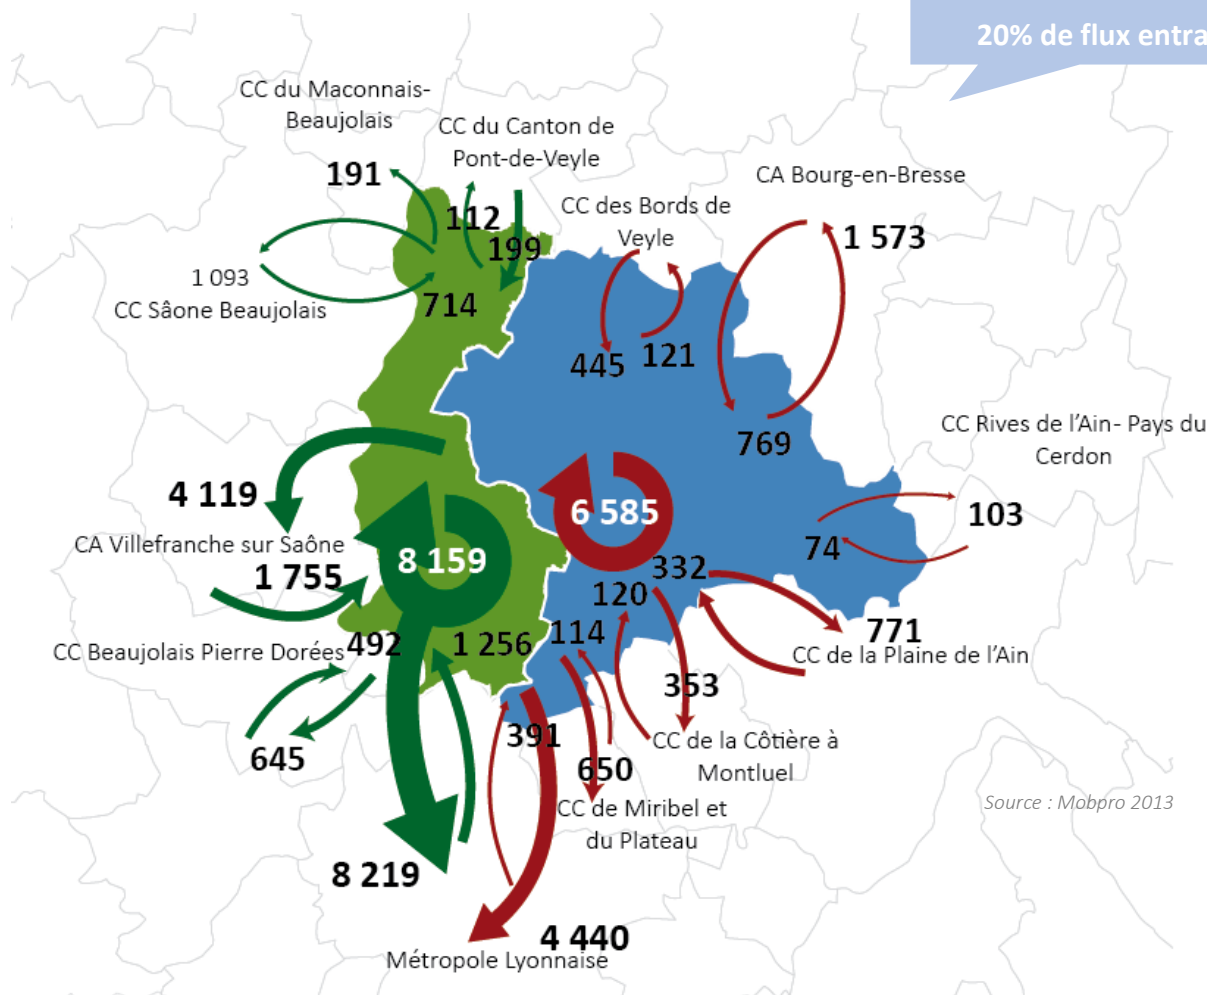 20% de flux entra
CC du Maconnais-
Beaujolais
CC du Canton de
Pont-de-Veyle
191
112
199
CC des Bords de
Veyle
CA Bourg-en-Bresse
1 573
1 093
CC Sâone Beaujolais
714
445
121
769
CC Rives de l'Ain- Pays du
Cerdon
103
74
4 119
CA Villefranche sur Saône
1 755
8 159
6 585
332
120
114
771
CC de la Plaine de l'Ain
CC Beaujolais Pierre Dorées
492
1 256
645
353
CC de la Côtière à
Montluel
391
650
CC de Miribel et
du Plateau
Source : Mobpro 2013
8 219
4 440
Métropole Lyonnaise